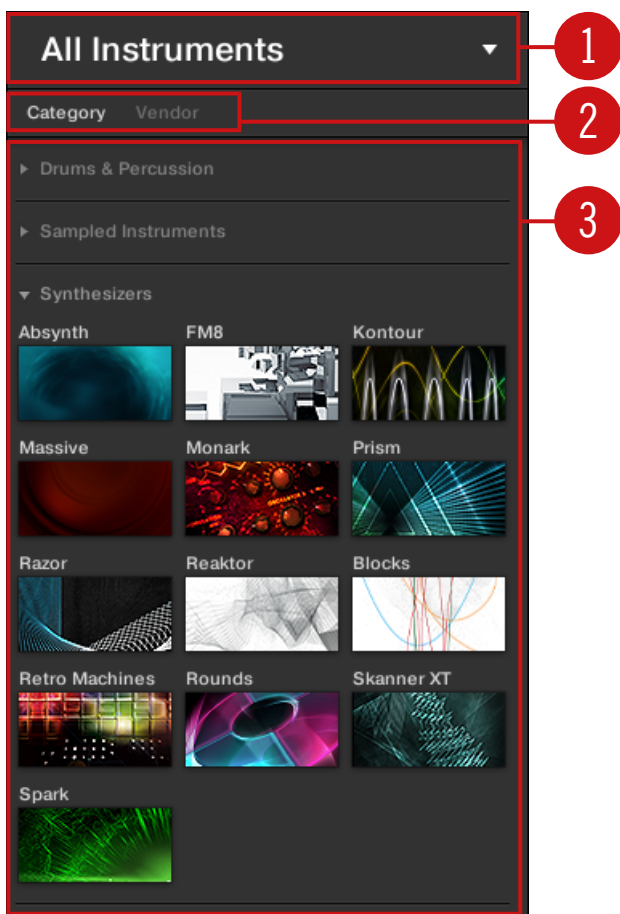 All Instruments
1
Category Vendor
2
Drums & Percussion
3
Sampled Instruments
Synthesizers
Absynth FM8 Kontour
Massive Monark Prism
Razor Reaktor Blocks
Retro Machines Rounds Skanner XT
Spark